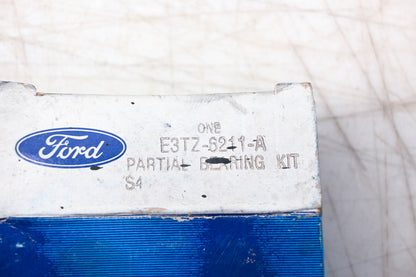 ONE
Ford
E3TZ-6211-A
PARTIAL BEARING KIT
S4